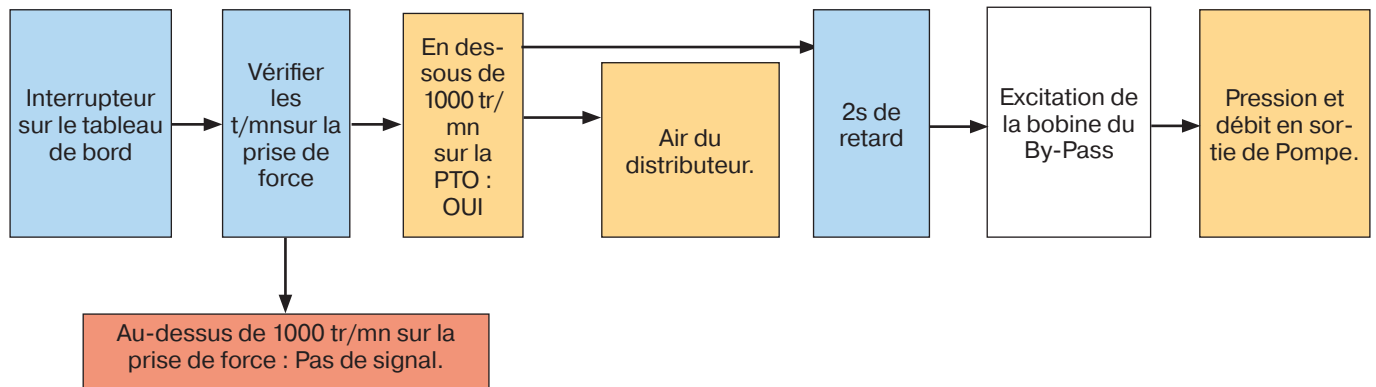 Interrupteur
sur le tableau
de bord
Vérifier
les
t/mnsur la
prise de
force
En des-
sous de
1000 tr/
mn
sur la
PTO :
OUI
Air du
distributeur.
2s de
retard
Excitation de
la bobine du
By-Pass
Pression et
débit en sor-
tie de Pompe.
Au-dessus de 1000 tr/mn sur la
prise de force : Pas de signal.